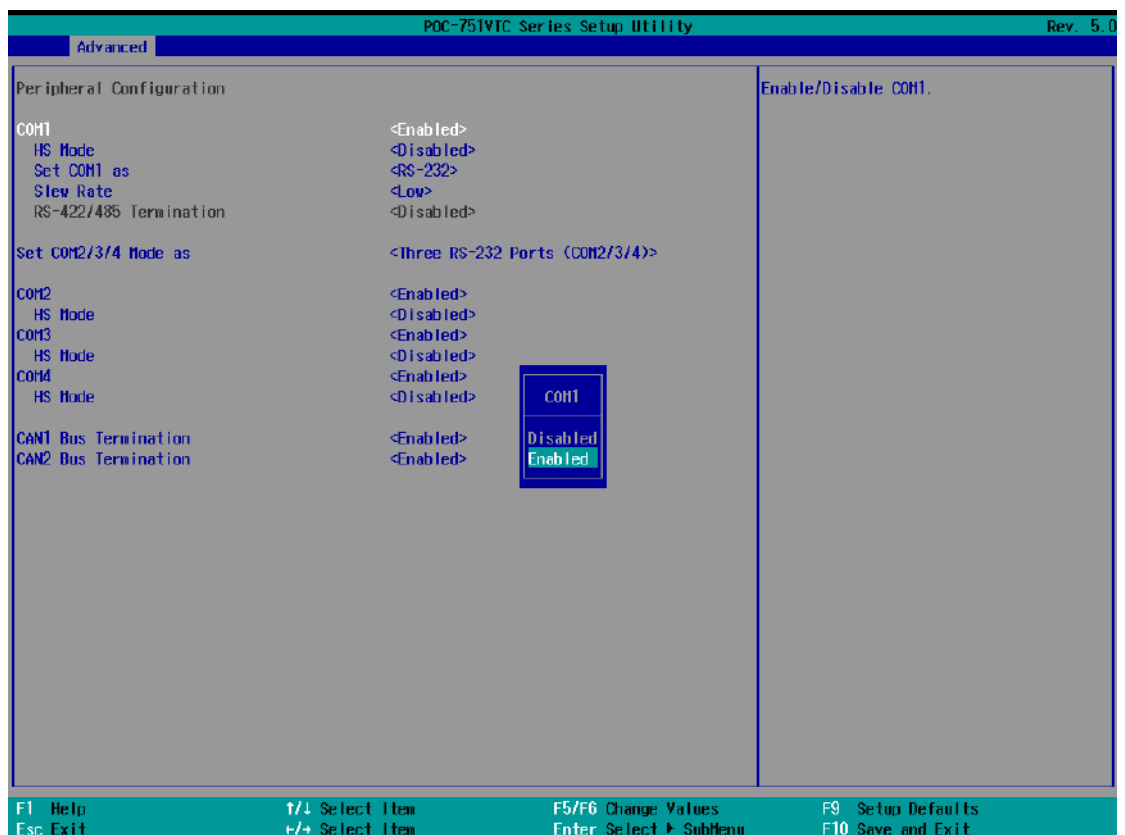 POC-751VTC Series Setup Utility Rev. 5.0
Advanced
Peripheral Configuration Enable/Disable COM1.
COM1 <Enabled>
HS Mode <Disabled>
Set COM1 as <RS-232>
Slew Rate <Low>
RS-422/485 Termination <Disabled>
Set COM2/3/4 Mode as <Three RS-232 Ports (COM2/3/4)>
COM2 <Enabled>
HS Mode <Disabled>
COM3 <Enabled>
HS Mode <Disabled>
COM4 <Enabled>
HS Mode <Disabled>
CAN1 Bus Termination <Enabled>
CAN2 Bus Termination <Enabled>
COM1
Disabled
Enabled
F1 Help ↑/↓ Select Item F5/F6 Change Values F9 Setup Defaults
Esc Exit ←/→ Select Item Enter Select ▶ SubMenu F10 Save and Exit